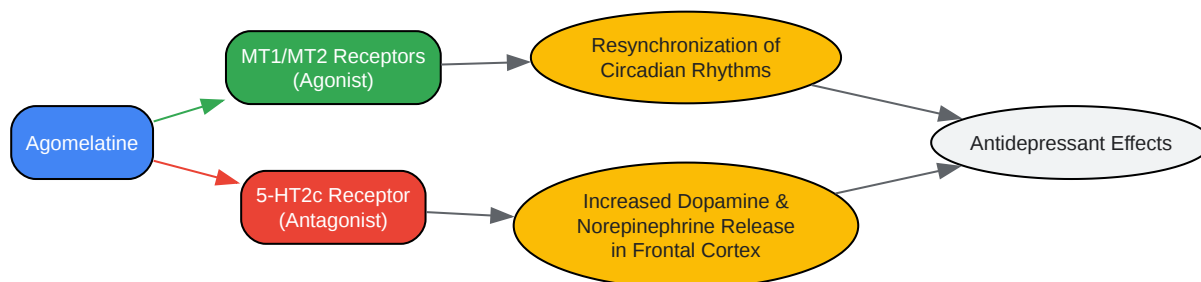 Agomelatine
MT1/MT2 Receptors
(Agonist)
5-HT2c Receptor
(Antagonist)
Resynchronization of
Circadian Rhythms
Increased Dopamine &
Norepinephrine Release
in Frontal Cortex
Antidepressant Effects